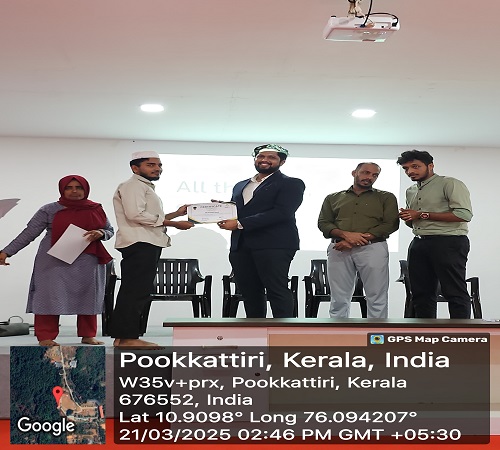 All th
GPS Map Camera
Pookkattiri, Kerala, India
W35v+prx, Pookkattiri, Kerala
676552, India
Lat 10.9098° Long 76.094207°
21/03/2025 02:46 PM GMT +05:30
Google